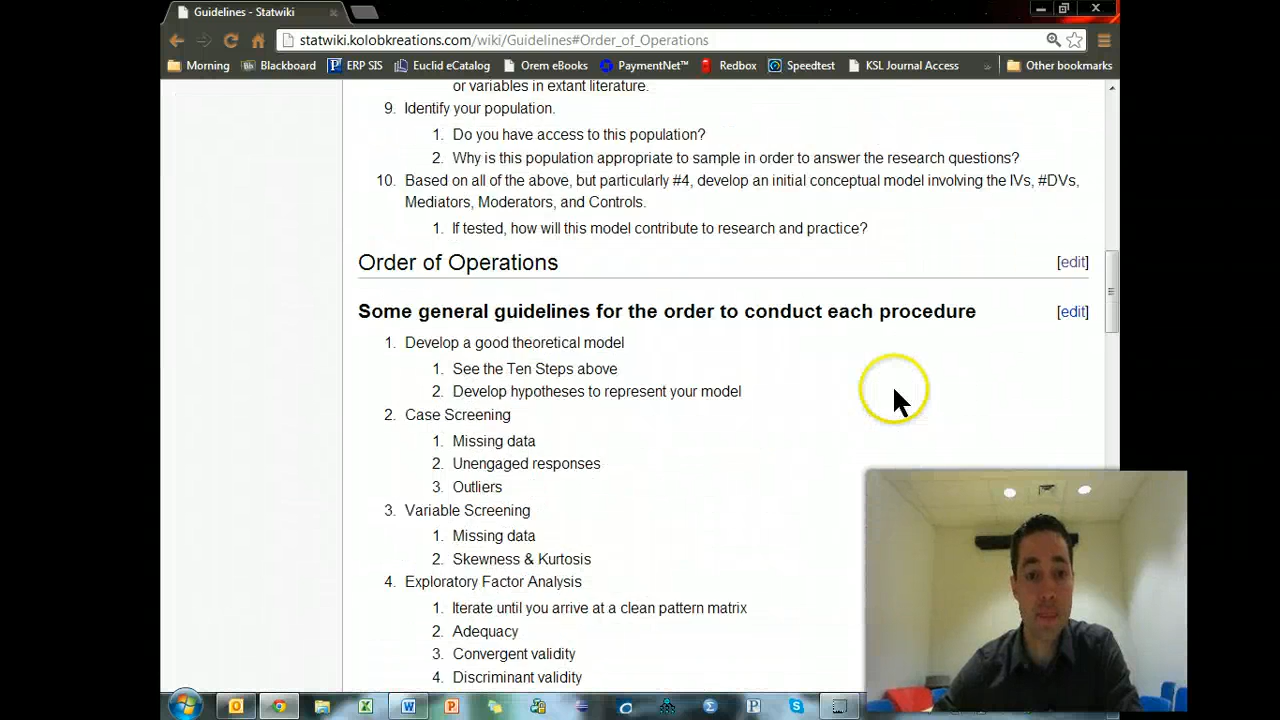 Guidelines - Statwiki
statwiki.kolobkreations.com/wiki/Guidelines#Order_of_Operations
Morning Blackboard ERP SIS Euclid eCatalog Orem eBooks PaymentNet™ Redbox Speedtest KSL Journal Access » Other bookmarks
or variables in extant literature.
9. Identify your population.
1. Do you have access to this population?
2. Why is this population appropriate to sample in order to answer the research questions?
10. Based on all of the above, but particularly #4, develop an initial conceptual model involving the IVs, #DVs,
Mediators, Moderators, and Controls.
1. If tested, how will this model contribute to research and practice?
Order of Operations [edit]
Some general guidelines for the order to conduct each procedure [edit]
1. Develop a good theoretical model
1. See the Ten Steps above
2. Develop hypotheses to represent your model
2. Case Screening
1. Missing data
2. Unengaged responses
3. Outliers
3. Variable Screening
1. Missing data
2. Skewness & Kurtosis
4. Exploratory Factor Analysis
1. Iterate until you arrive at a clean pattern matrix
2. Adequacy
3. Convergent validity
4. Discriminant validity